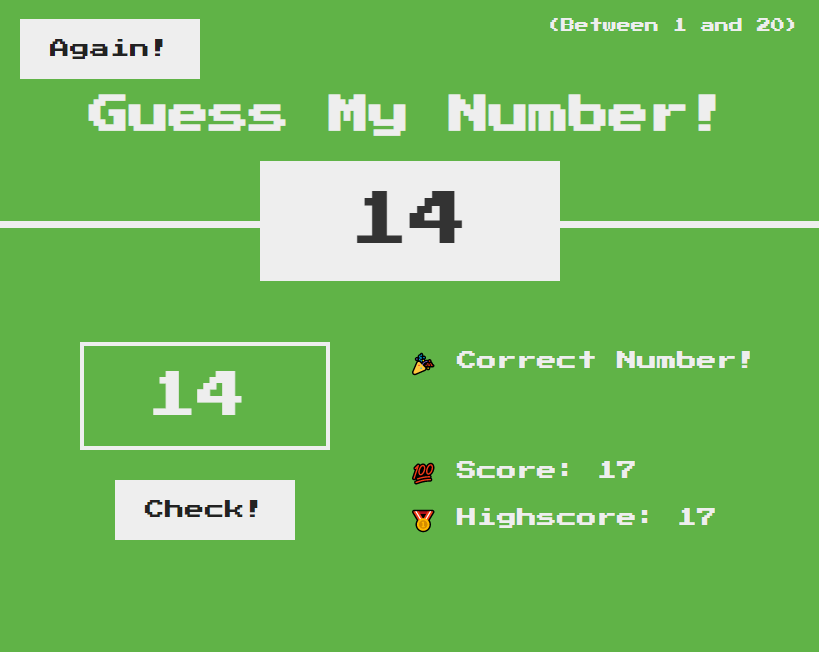 Again!
(Between 1 and 20)
Guess My Number!
14
14
Check!
🎉 Correct Number!
💯 Score: 17
🥇 Highscore: 17